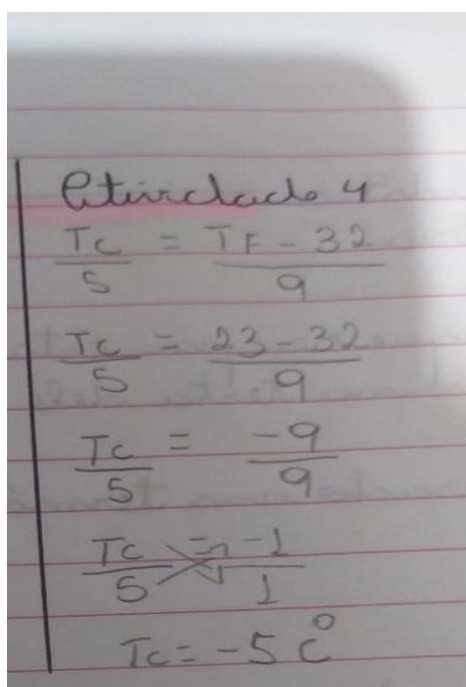 Atividade 4
Tc/5 = TF - 32/9
Tc/5 = 23 - 32/9
Tc/5 = -9/9
Tc/5 = -1/1
Tc = -5 C°